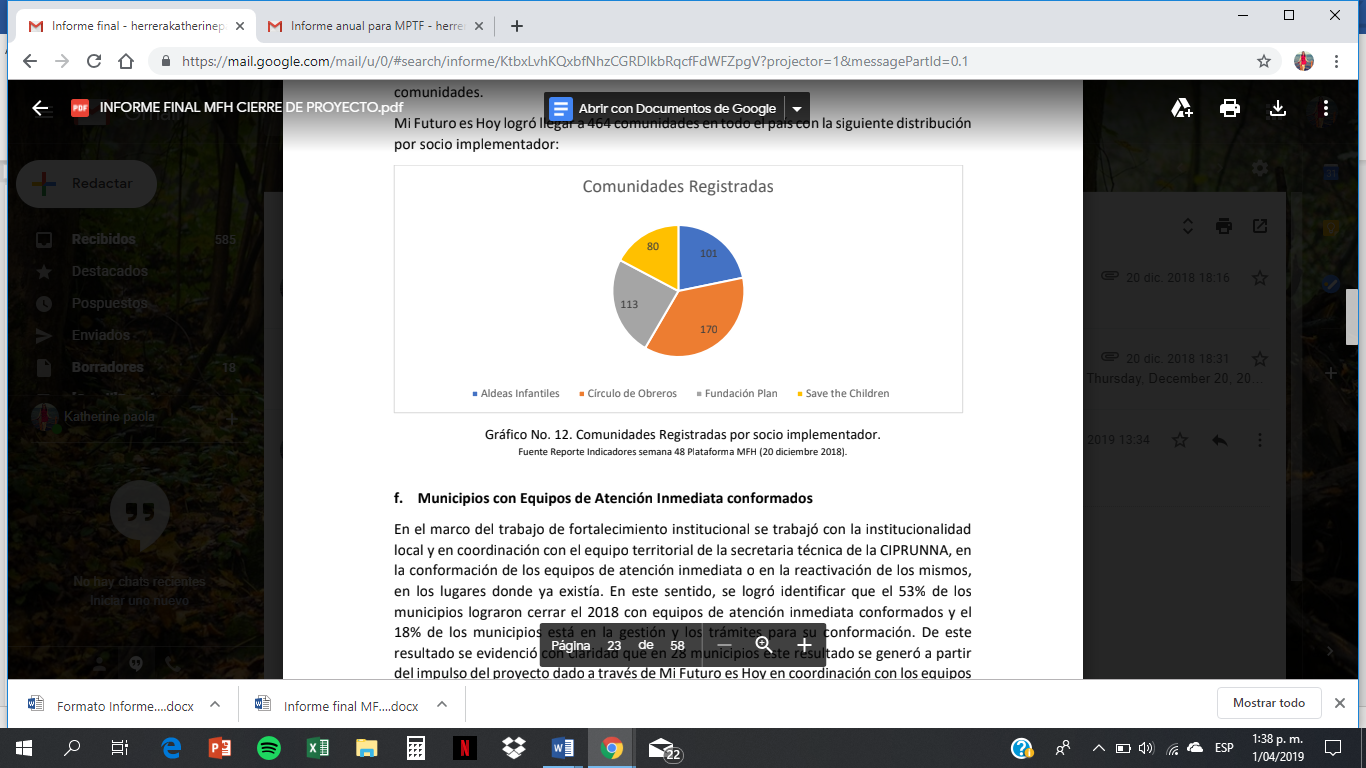 Informe final - herrerakatherinep
Informe anual para MPTF - herre
https://mail.google.com/mail/u/0/#search/informe/KtbxLvhKQxbfNhzCGRDlkbRqcfFdWFZpgV?projector=1&messagePartId=0.1
PDF
INFORME FINAL MFH CIERRE DE PROYECTO.pdf
Abrir con Documentos de Google
Redactar
Recibidos 585
Destacados
Pospuestos
Enviados
Borradores 18
Katherine paola
No hay chats recientes
Iniciar uno nuevo
20 dic. 2018 18:16
20 dic. 2018 18:31
Thursday, December 20, 20...
2019 13:34
comunidades.
Mi Futuro es Hoy logró llegar a 464 comunidades en todo el país con la siguiente distribución
por socio implementador:
Comunidades Registradas
80
101
113
170
Aldeas Infantiles
Círculo de Obreros
Fundación Plan
Save the Children
Gráfico No. 12. Comunidades Registradas por socio implementador.
Fuente Reporte Indicadores semana 48 Plataforma MFH (20 diciembre 2018).
f. Municipios con Equipos de Atención Inmediata conformados
En el marco del trabajo de fortalecimiento institucional se trabajó con la institucionalidad
local y en coordinación con el equipo territorial de la secretaria técnica de la CIPRUNNA, en
la conformación de los equipos de atención inmediata o en la reactivación de los mismos,
en los lugares donde ya existía. En este sentido, se logró identificar que el 53% de los
municipios lograron cerrar el 2018 con equipos de atención inmediata conformados y el
18% de los municipios está en la gestión y los trámites para su conformación. De este
resultado se evidenció con claridad que en 28 municipios este resultado se generó a partir
del impulso del proyecto dado a través de Mi Futuro es Hoy en coordinación con los equipos
Página 23 de 58
Formato Informe....docx
Informe final MF....docx
Mostrar todo
22
ESP
1:38 p. m.
1/04/2019